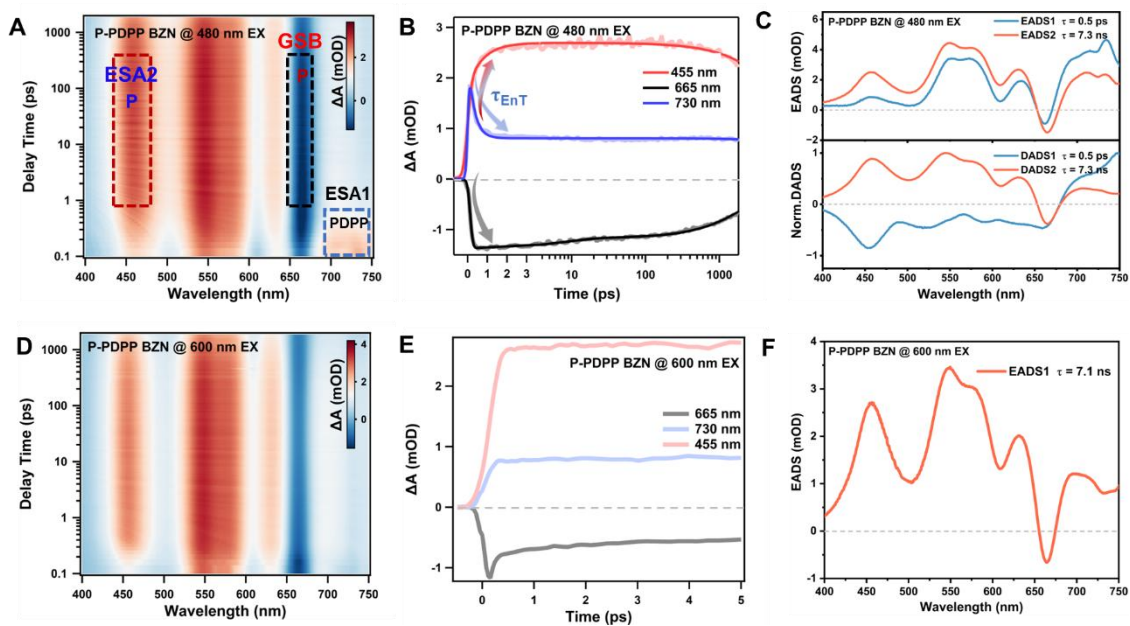 A
P-PDPP BZN @ 480 nm EX
GSB
P
ESA2
P
ESA1
PDPP
Delay Time (ps)
1000
100
10
1
0.1
400 450 500 550 600 650 700 750
Wavelength (nm)
ΔA (mOD)
2
0
B
P-PDPP BZN @ 480 nm EX
455 nm
665 nm
730 nm
τEnT
ΔA (mOD)
2
1
0
-1
0 1 2 3 10 100 1000
Time (ps)
C
P-PDPP BZN @ 480 nm EX
EADS1 τ = 0.5 ps
EADS2 τ = 7.3 ns
EADS (mOD)
6
4
2
0
-2
DADS1 τ = 0.5 ps
DADS2 τ = 7.3 ns
Norm.DADS
1
0
-1
400 450 500 550 600 650 700 750
Wavelength (nm)
D
P-PDPP BZN @ 600 nm EX
Delay Time (ps)
1000
100
10
1
0.1
400 450 500 550 600 650 700 750
Wavelength (nm)
ΔA (mOD)
4
2
0
E
P-PDPP BZN @ 600 nm EX
665 nm
730 nm
455 nm
ΔA (mOD)
2
1
0
-1
0 1 2 3 4 5
Time (ps)
F
P-PDPP BZN @ 600 nm EX
EADS1 τ = 7.1 ns
EADS (mOD)
3
2
1
0
-1
400 450 500 550 600 650 700 750
Wavelength (nm)